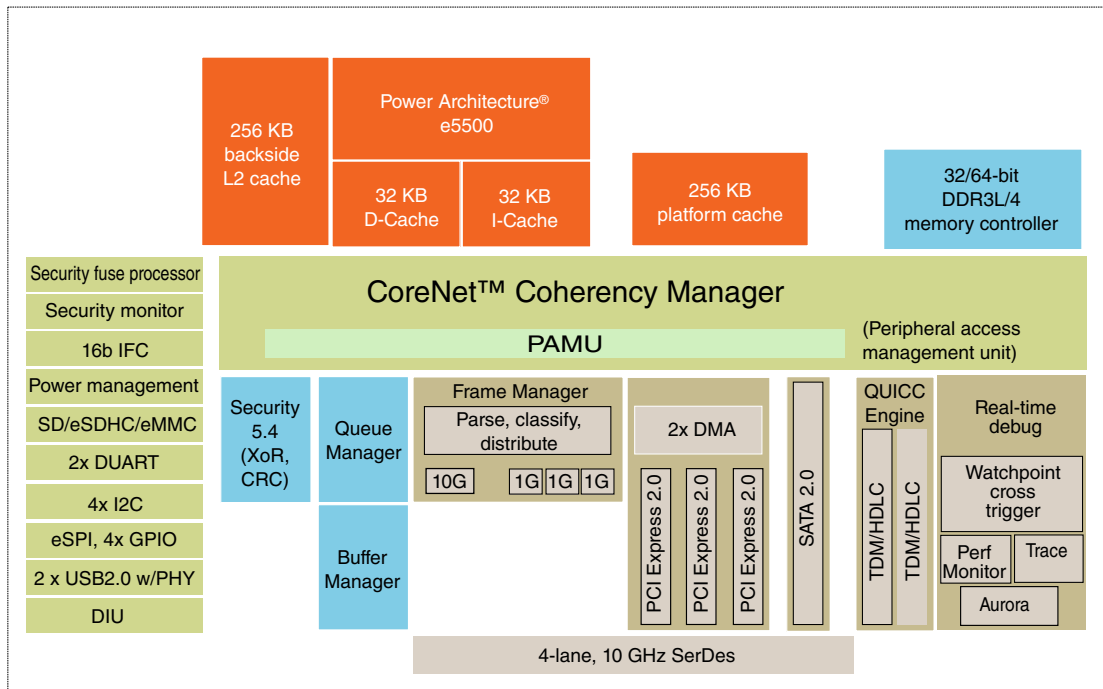 256 KB
backside
L2 cache
Power Architecture®
e5500
32 KB
D-Cache
32 KB
I-Cache
256 KB
platform cache
32/64-bit
DDR3L/4
memory controller
Security fuse processor
Security monitor
16b IFC
Power management
SD/eSDHC/eMMC
2x DUART
4x I2C
eSPI, 4x GPIO
2 x USB2.0 w/PHY
DIU
CoreNet™ Coherency Manager
PAMU
(Peripheral access
management unit)
Security
5.4
(XoR,
CRC)
Queue
Manager
Buffer
Manager
Frame Manager
Parse, classify,
distribute
10G
1G
1G
1G
2x DMA
PCI Express 2.0
PCI Express 2.0
PCI Express 2.0
SATA 2.0
QUICC
Engine
TDM/HDLC
TDM/HDLC
Real-time
debug
Watchpoint
cross
trigger
Perf
Monitor
Trace
Aurora
4-lane, 10 GHz SerDes